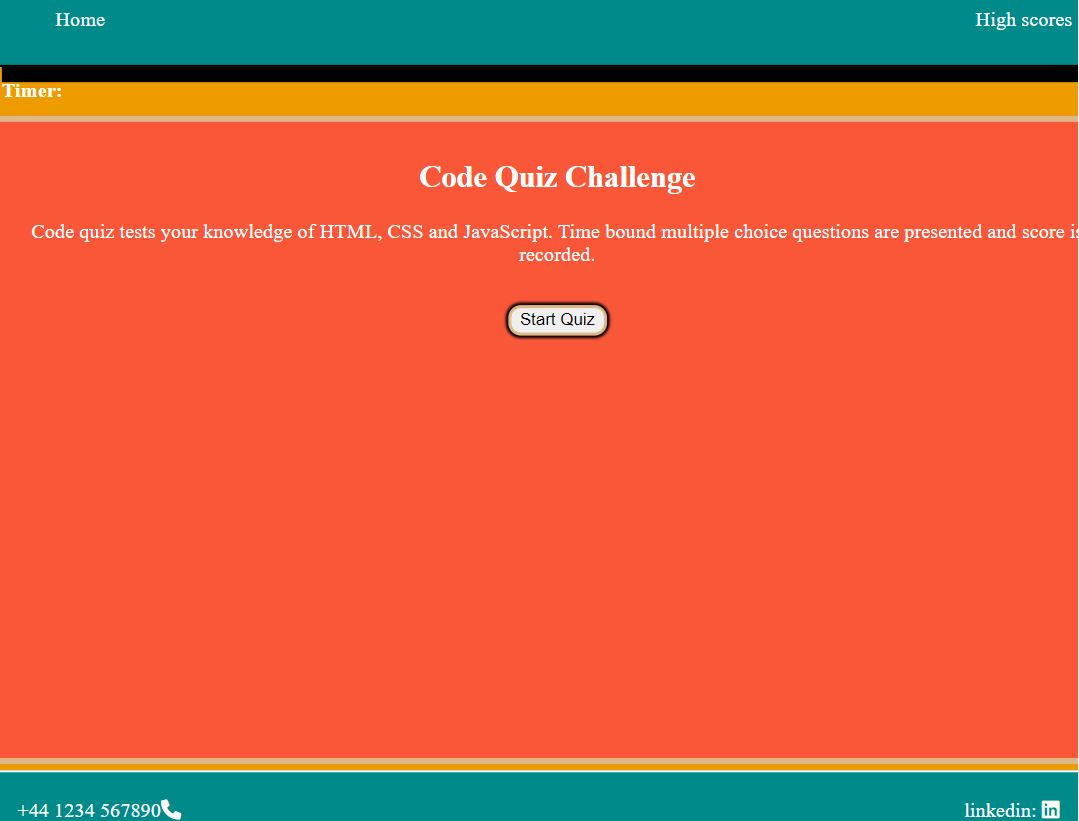 Home
High scores
Timer:
Code Quiz Challenge
Code quiz tests your knowledge of HTML, CSS and JavaScript. Time bound multiple choice questions are presented and score is
recorded.
Start Quiz
+44 1234 567890
linkedin: in